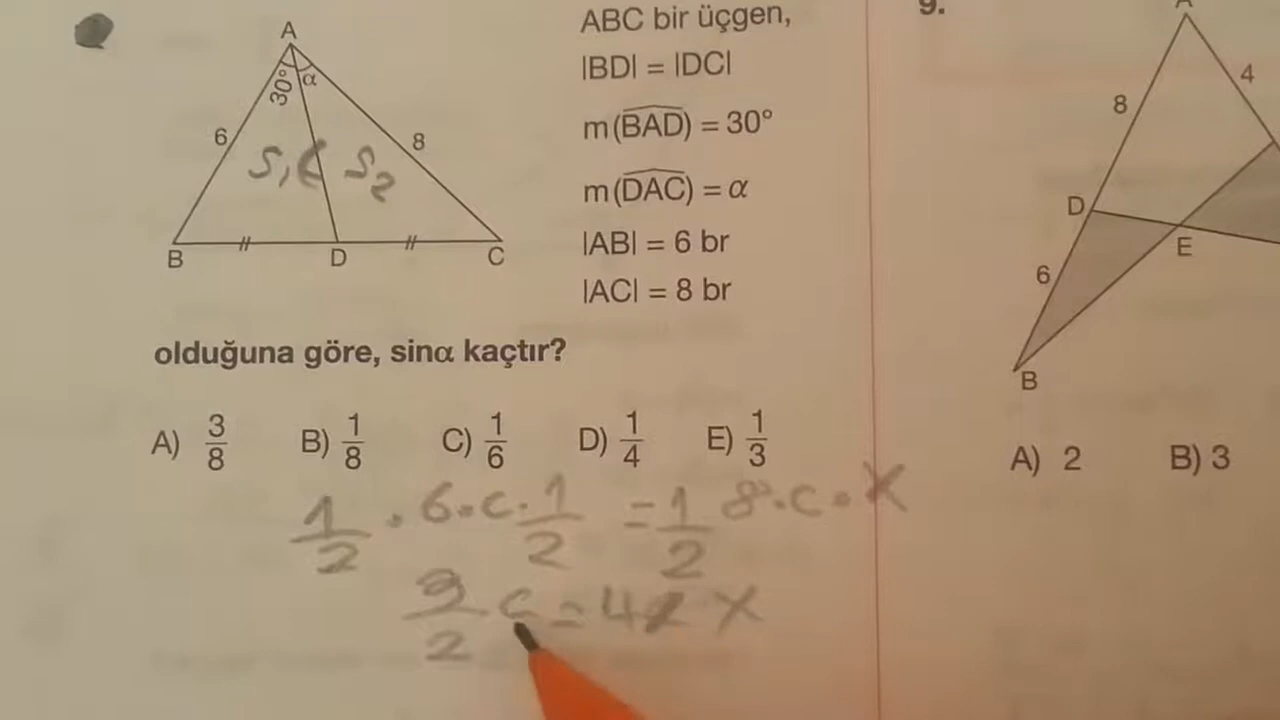 A
30° α
6
8
S₁ c S₂
B D C
ABC bir üçgen,
|BD| = |DC|
m(BAD) = 30°
m(DAC) = α
|AB| = 6 br
|AC| = 8 br
olduğuna göre, sinα kaçtır?
A) 3/8 B) 1/8 C) 1/6 D) 1/4 E) 1/3
1/2 . 6 . c . 1/2 = 1/2 8 . c . x
3/2 c = 4 x
9.
A
8
4
D
E
6
B
A) 2 B) 3